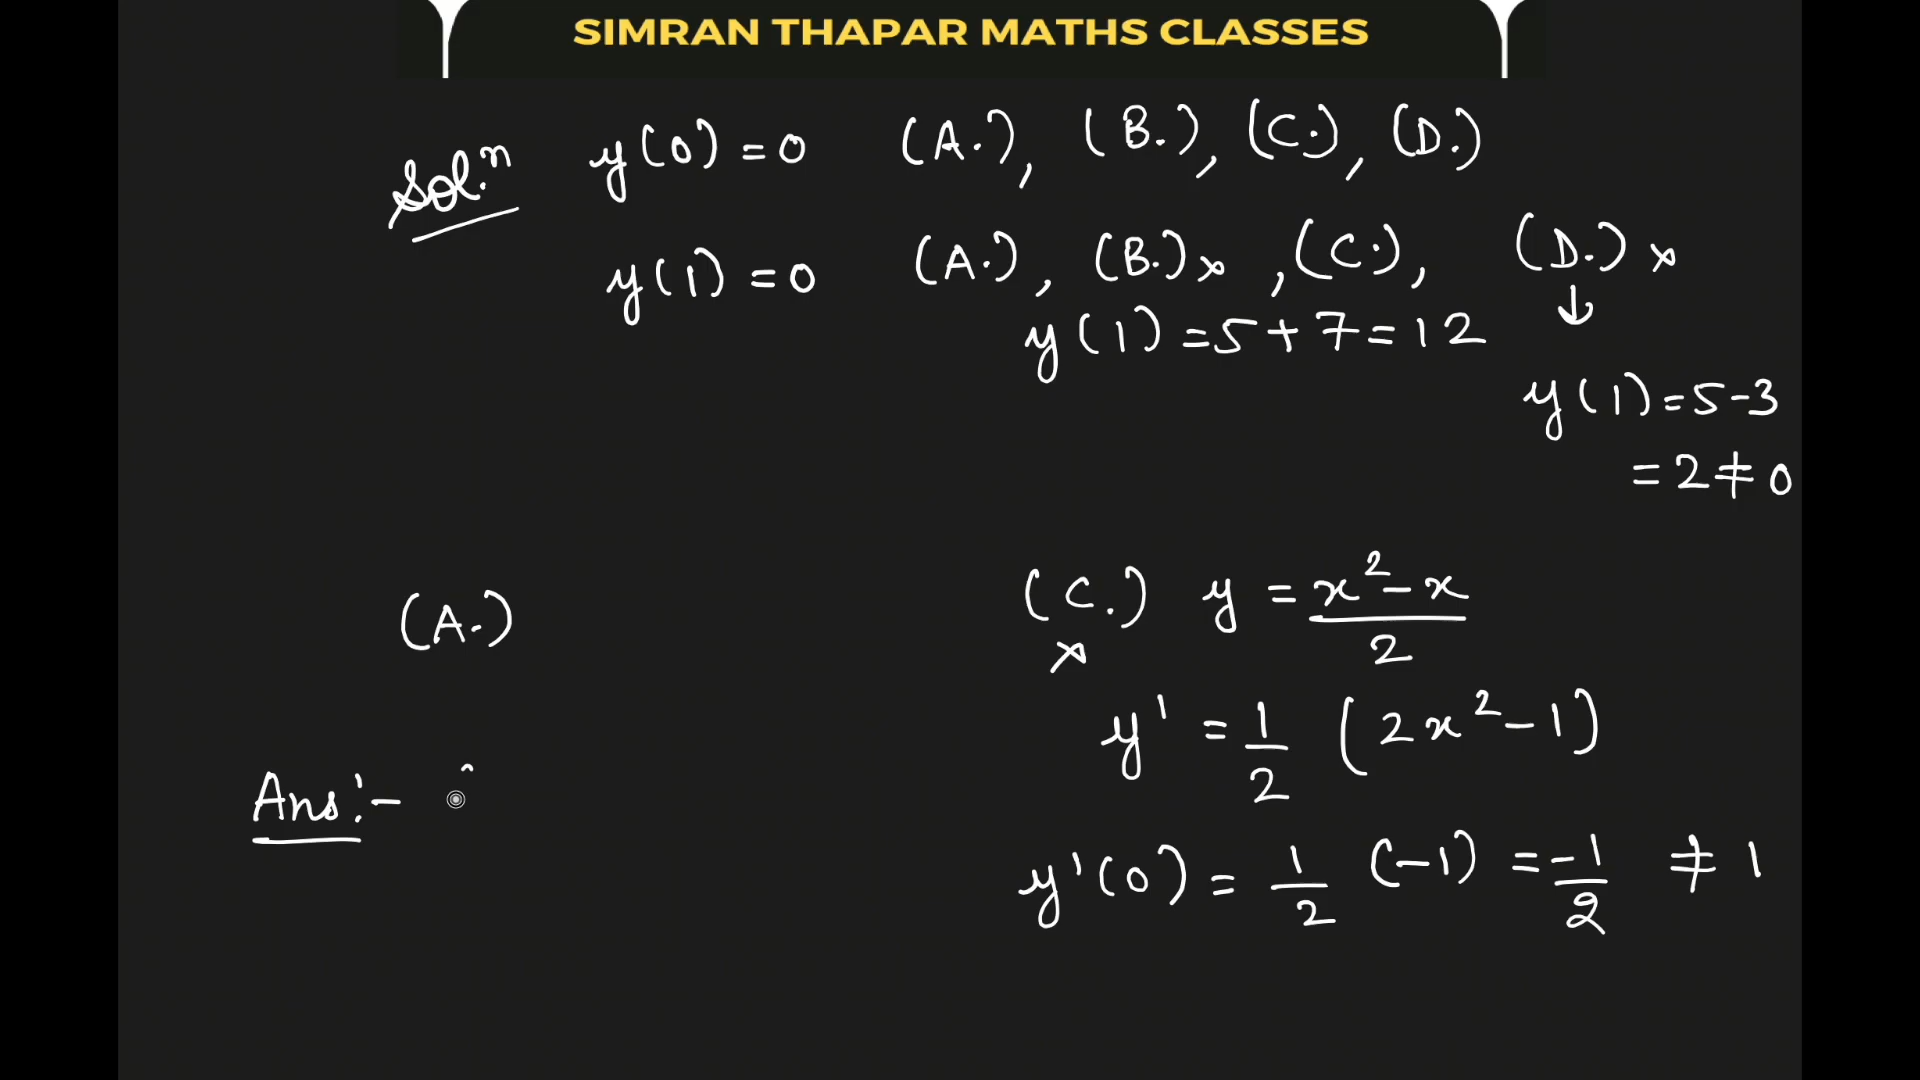 SIMRAN THAPAR MATHS CLASSES
Sol.ⁿ y(0) = 0 (A.), (B.), (C.), (D.)
y(1) = 0 (A.), (B.)x, (C.), (D.) x
↓
y(1) = 5 + 7 = 12
y(1) = 5 - 3
= 2 ≠ 0
(A.)
(C.) y = x² - x / 2
x
y' = 1/2 (2x² - 1)
Ans:-
y'(0) = 1/2 (-1) = -1/2 ≠ 1